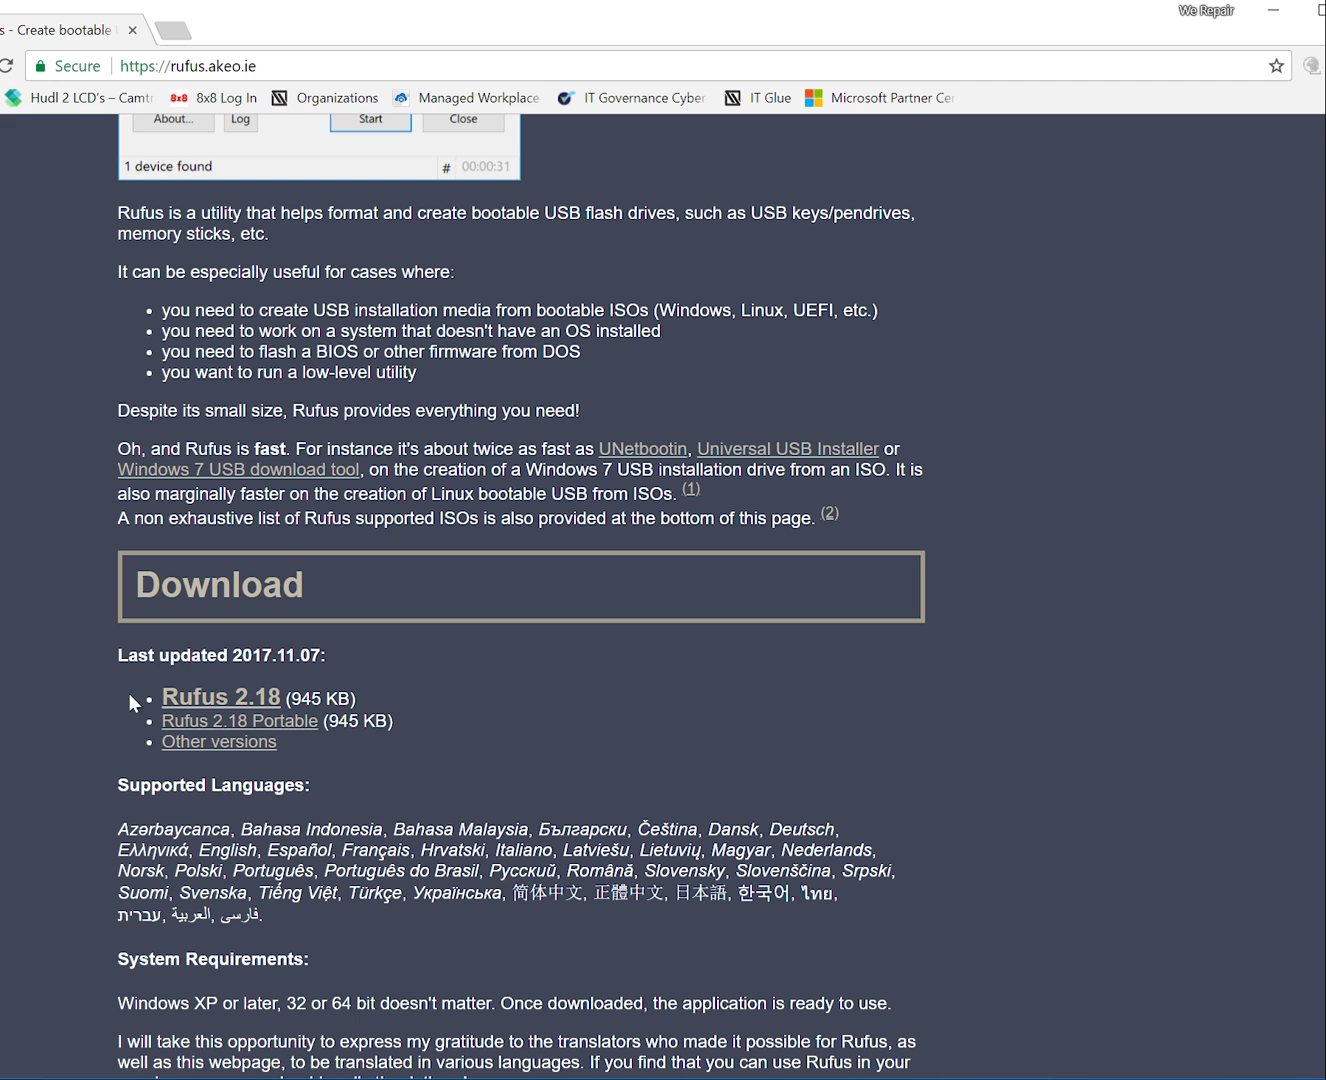 We Repair
s - Create bootable
Secure https://rufus.akeo.ie
Hudl 2 LCD's – Camt 8x8 8x8 Log In Organizations Managed Workplace IT Governance Cyber IT Glue Microsoft Partner Cen
About... Log Start Close
1 device found # 00:00:31
Rufus is a utility that helps format and create bootable USB flash drives, such as USB keys/pendrives,
memory sticks, etc.
It can be especially useful for cases where:
• you need to create USB installation media from bootable ISOs (Windows, Linux, UEFI, etc.)
• you need to work on a system that doesn't have an OS installed
• you need to flash a BIOS or other firmware from DOS
• you want to run a low-level utility
Despite its small size, Rufus provides everything you need!
Oh, and Rufus is fast. For instance it's about twice as fast as UNetbootin, Universal USB Installer or
Windows 7 USB download tool, on the creation of a Windows 7 USB installation drive from an ISO. It is
also marginally faster on the creation of Linux bootable USB from ISOs. (1)
A non exhaustive list of Rufus supported ISOs is also provided at the bottom of this page. (2)
Download
Last updated 2017.11.07:
• Rufus 2.18 (945 KB)
• Rufus 2.18 Portable (945 KB)
• Other versions
Supported Languages:
Azərbaycanca, Bahasa Indonesia, Bahasa Malaysia, Български, Čeština, Dansk, Deutsch,
Ελληνικά, English, Español, Français, Hrvatski, Italiano, Latviešu, Lietuvių, Magyar, Nederlands,
Norsk, Polski, Português, Português do Brasil, Русский, Română, Slovensky, Slovenščina, Srpski,
Suomi, Svenska, Tiếng Việt, Türkçe, Українська, 简体中文, 正體中文, 日本語, 한국어, ไทย,
עברית, العربية, فارسی.
System Requirements:
Windows XP or later, 32 or 64 bit doesn't matter. Once downloaded, the application is ready to use.
I will take this opportunity to express my gratitude to the translators who made it possible for Rufus, as
well as this webpage, to be translated in various languages. If you find that you can use Rufus in your